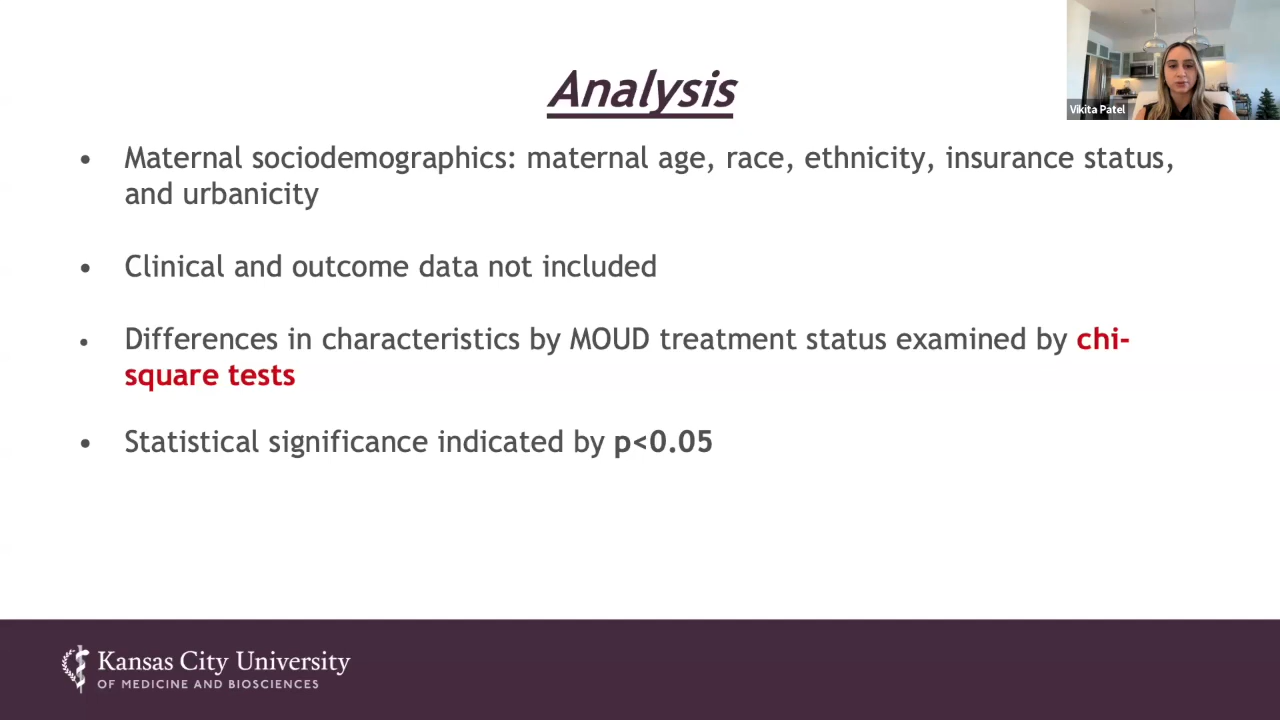 Analysis
Vikita Patel
• Maternal sociodemographics: maternal age, race, ethnicity, insurance status,
and urbanicity
• Clinical and outcome data not included
• Differences in characteristics by MOUD treatment status examined by chi-
square tests
• Statistical significance indicated by p<0.05
Kansas City University
OF MEDICINE AND BIOSCIENCES